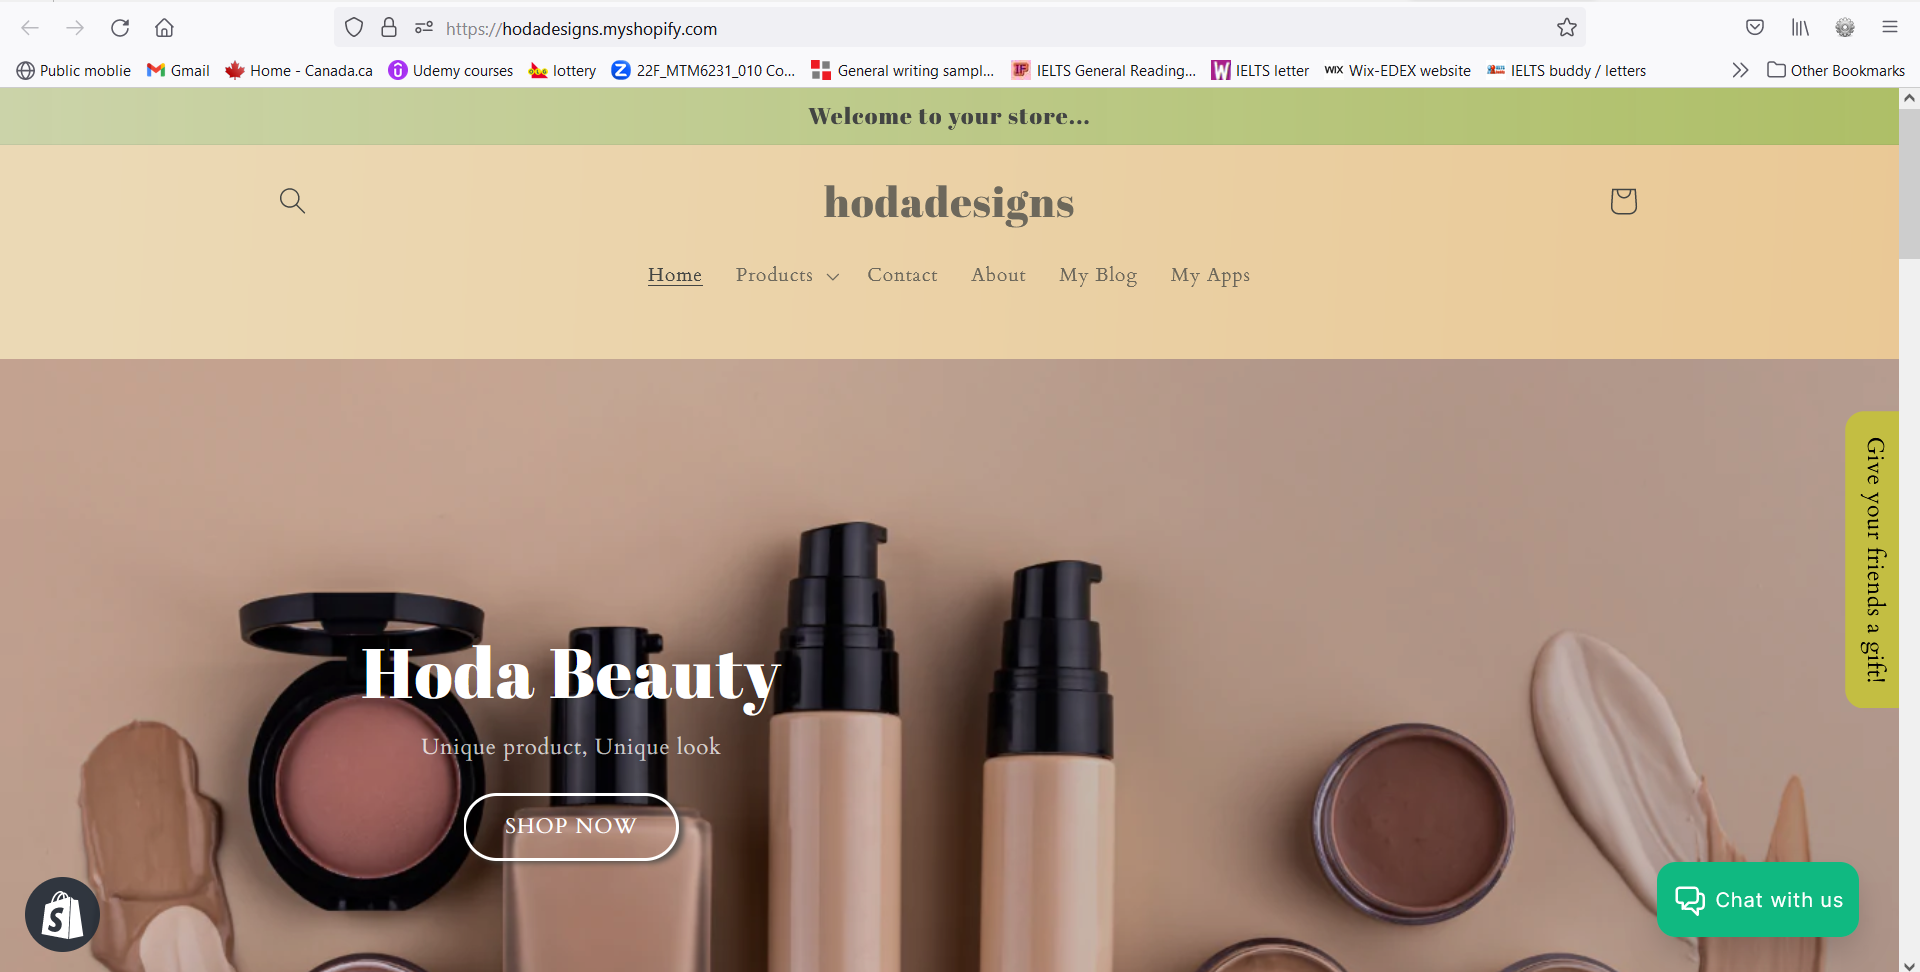 https://hodadesigns.myshopify.com
Public moblie Gmail Home - Canada.ca Udemy courses lottery 22F_MTM6231_010 Co... General writing sampl... IELTS General Reading... IELTS letter WIX Wix-EDEX website IELTS buddy / letters Other Bookmarks
Welcome to your store...
hodadesigns
Home Products Contact About My Blog My Apps
Give your friends a gift!
Hoda Beauty
Unique product, Unique look
SHOP NOW
Chat with us